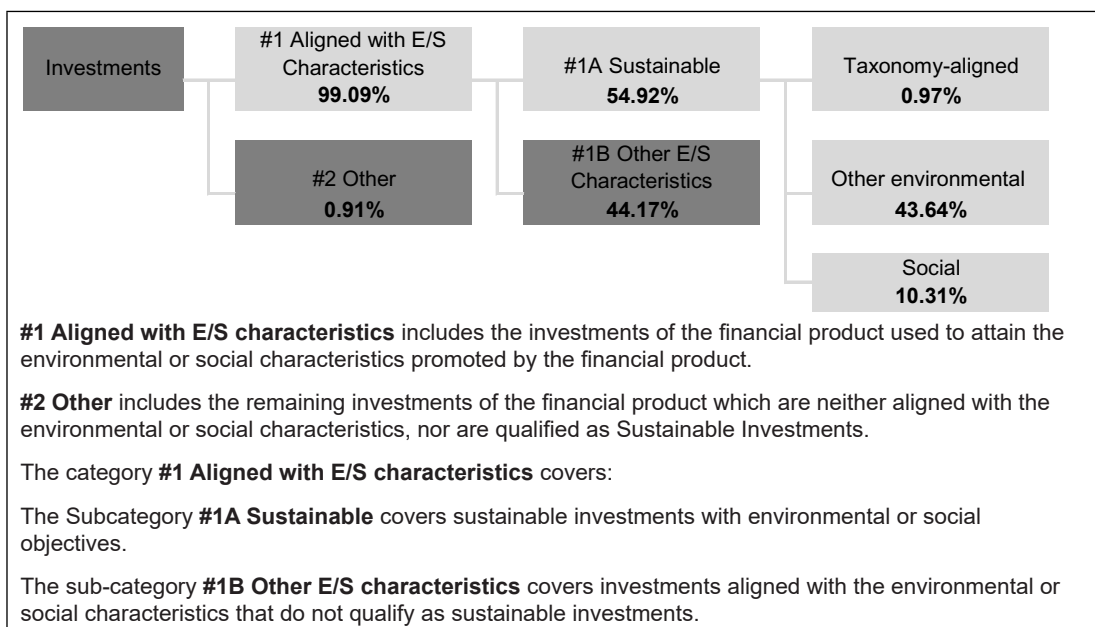 Investments
#1 Aligned with E/S
Characteristics
99.09%
#2 Other
0.91%
#1A Sustainable
54.92%
#1B Other E/S
Characteristics
44.17%
Taxonomy-aligned
0.97%
Other environmental
43.64%
Social
10.31%
#1 Aligned with E/S characteristics includes the investments of the financial product used to attain the
environmental or social characteristics promoted by the financial product.
#2 Other includes the remaining investments of the financial product which are neither aligned with the
environmental or social characteristics, nor are qualified as Sustainable Investments.
The category #1 Aligned with E/S characteristics covers:
The Subcategory #1A Sustainable covers sustainable investments with environmental or social
objectives.
The sub-category #1B Other E/S characteristics covers investments aligned with the environmental or
social characteristics that do not qualify as sustainable investments.